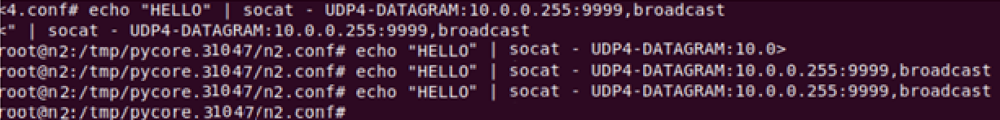 <4.conf# echo "HELLO" | socat - UDP4-DATAGRAM:10.0.0.255:9999,broadcast
<" | socat - UDP4-DATAGRAM:10.0.0.255:9999,broadcast
root@n2:/tmp/pycore.31047/n2.conf# echo "HELLO" | socat - UDP4-DATAGRAM:10.0>
root@n2:/tmp/pycore.31047/n2.conf# echo "HELLO" | socat - UDP4-DATAGRAM:10.0.0.255:9999,broadcast
root@n2:/tmp/pycore.31047/n2.conf# echo "HELLO" | socat - UDP4-DATAGRAM:10.0.0.255:9999,broadcast
root@n2:/tmp/pycore.31047/n2.conf#